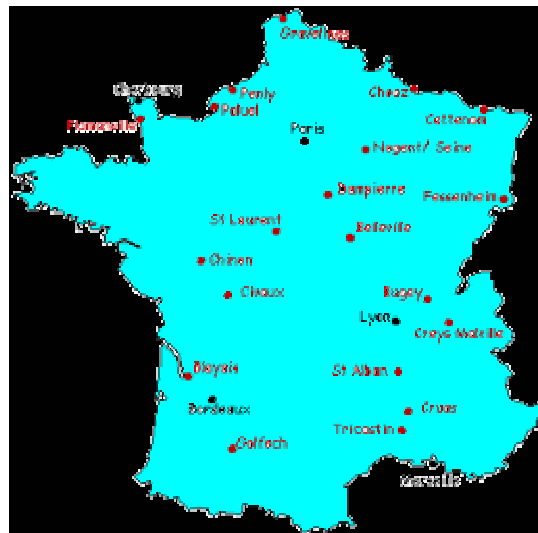 Gravelines
Cherbourg
Penly
Chooz
Paluel
Cattenom
Flamanville
Paris
Nogent/ Seine
Dampierre
Fessenheim
St Laurent
Belleville
Chinon
Civaux
Bugey
Lyon
Creys Malville
Blayais
St Alban
Bordeaux
Cruas
Tricastin
Golfech
Marseille